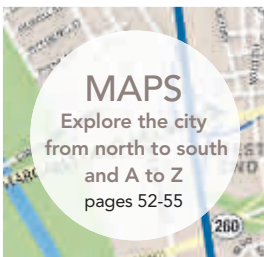 MAPS
Explore the city
from north to south
and A to Z
pages 52-55
260